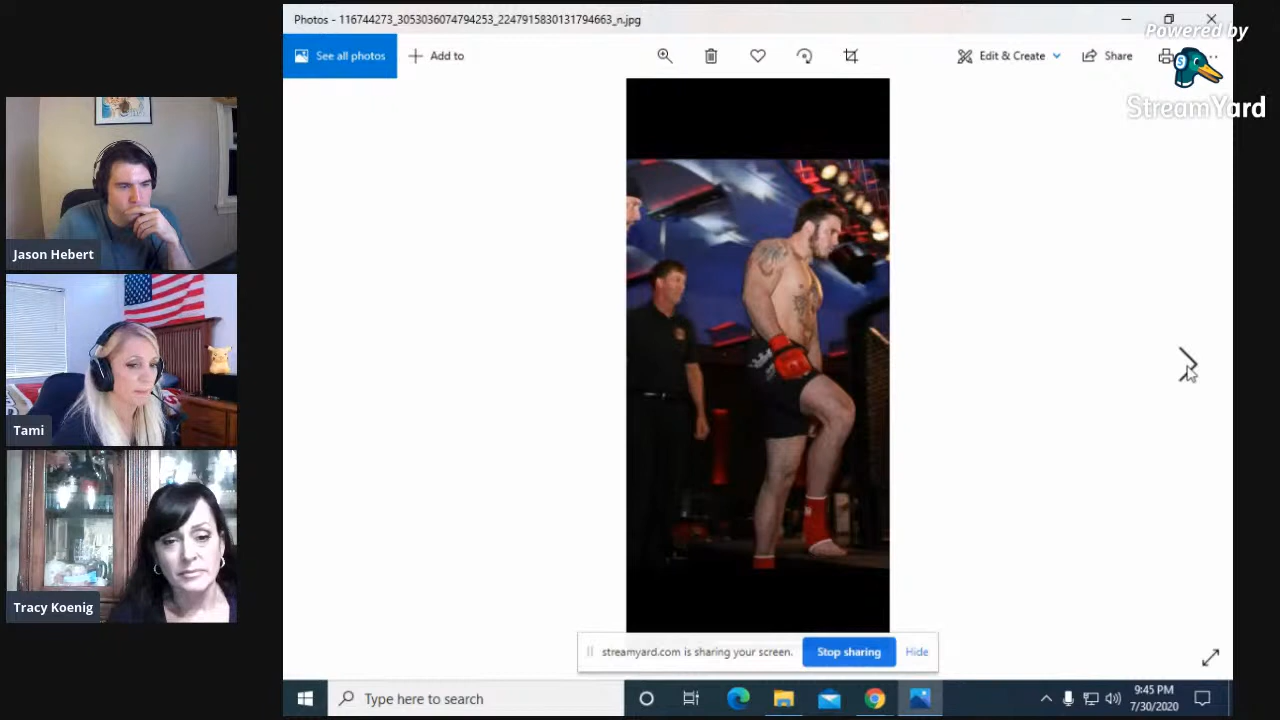 Photos - 116744273_3053036074794253_2247915830131794663_n.jpg
Powered by
StreamYard
See all photos
Add to
Edit & Create
Share
Jason Hebert
Tami
Tracy Koenig
streamyard.com is sharing your screen.
Stop sharing
Hide
Type here to search
9:45 PM
7/30/2020